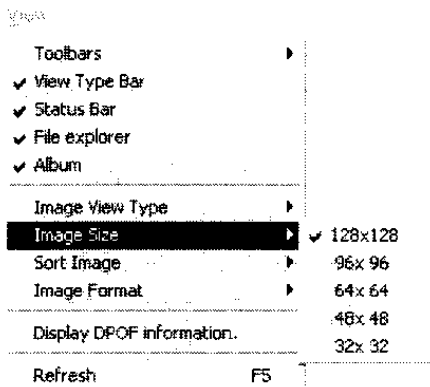 View
Toolbars
View Type Bar
Status Bar
File explorer
Album
Image View Type
Image Size
Sort Image
Image Format
Display DPOF information.
Refresh F5
128x128
96x 96
64x 64
48x 48
32x 32